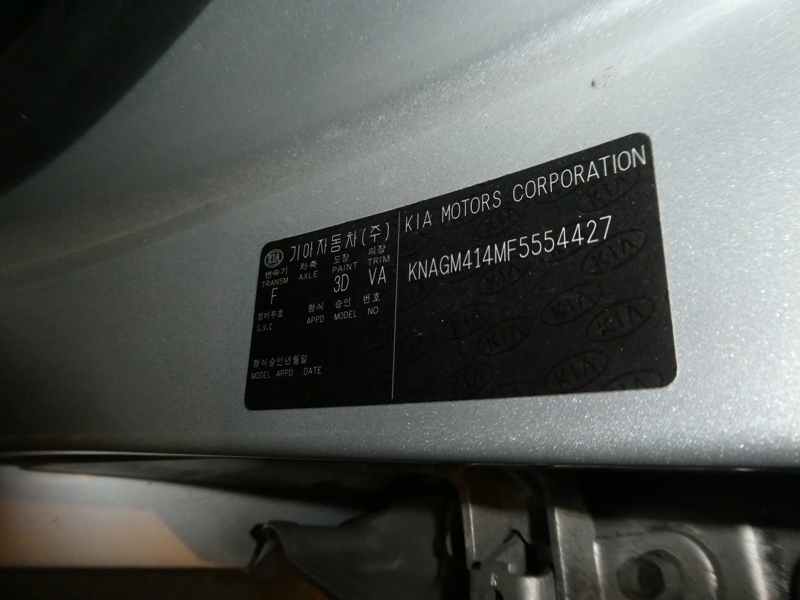 KIA 기아자동차(주)
변속기 차축 도장 의장
TRANSM AXLE PAINT TRIM
F 3D VA
정비부호 형식 승인 번호
S.V.C APPD MODEL NO
형식승인년월일
MODEL APPD DATE
KIA MOTORS CORPORATION
KNAGM414MF5554427